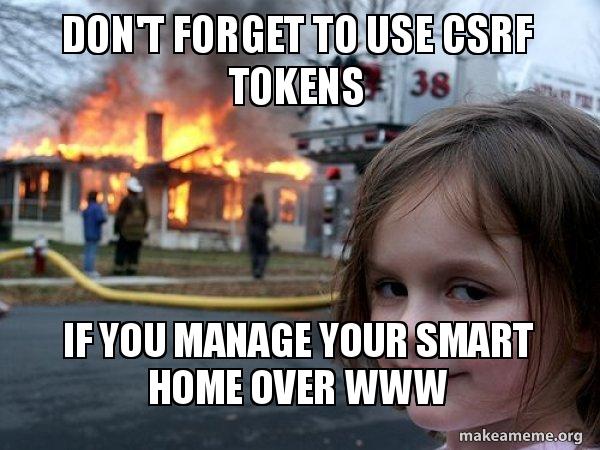 DON'T FORGET TO USE CSRF
TOKENS
38
IF YOU MANAGE YOUR SMART
HOME OVER WWW
makeameme.org